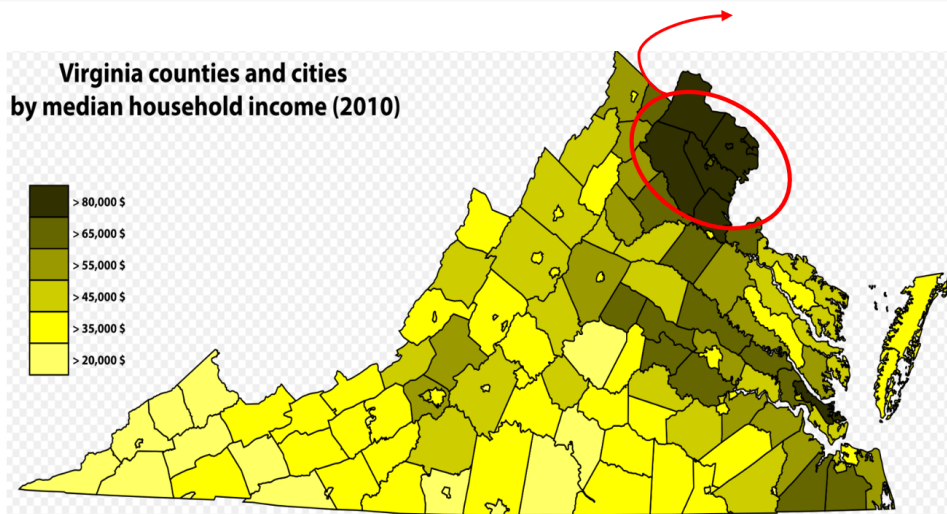 Virginia counties and cities
by median household income (2010)
> 80,000 $
> 65,000 $
> 55,000 $
> 45,000 $
> 35,000 $
> 20,000 $